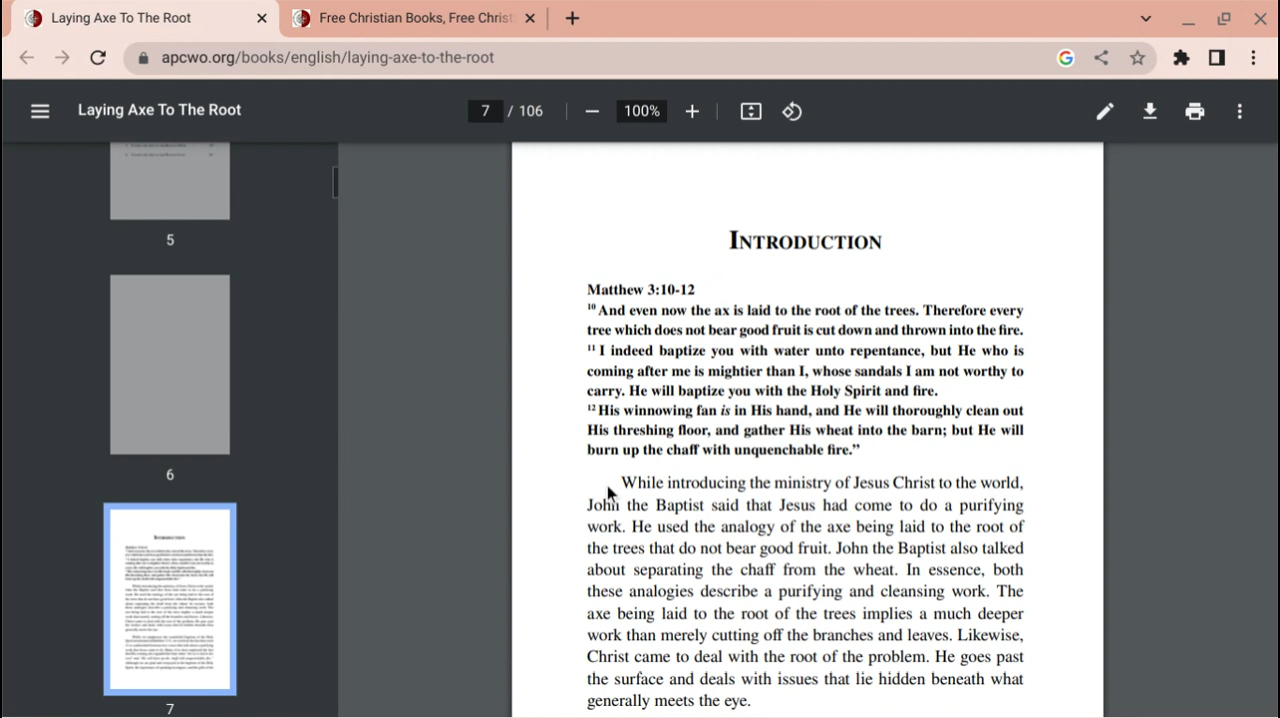 Laying Axe To The Root
Free Christian Books, Free Christ
apcwo.org/books/english/laying-axe-to-the-root
Laying Axe To The Root
7 / 106
100%
5
6
7
INTRODUCTION
Matthew 3:10-12
10 And even now the ax is laid to the root of the trees. Therefore every
tree which does not bear good fruit is cut down and thrown into the fire.
11 I indeed baptize you with water unto repentance, but He who is
coming after me is mightier than I, whose sandals I am not worthy to
carry. He will baptize you with the Holy Spirit and fire.
12 His winnowing fan is in His hand, and He will thoroughly clean out
His threshing floor, and gather His wheat into the barn; but He will
burn up the chaff with unquenchable fire.”
While introducing the ministry of Jesus Christ to the world,
John the Baptist said that Jesus had come to do a purifying
work. He used the analogy of the axe being laid to the root of
the trees that do not bear good fruit. John the Baptist also talked
about separating the chaff from the wheat. In essence, both
these analogies describe a purifying and cleansing work. The
axe being laid to the root of the trees implies a much deeper
work than merely cutting off the branches and leaves. Likewise,
Christ came to deal with the root of the problem. He goes past
the surface and deals with issues that lie hidden beneath what
generally meets the eye.